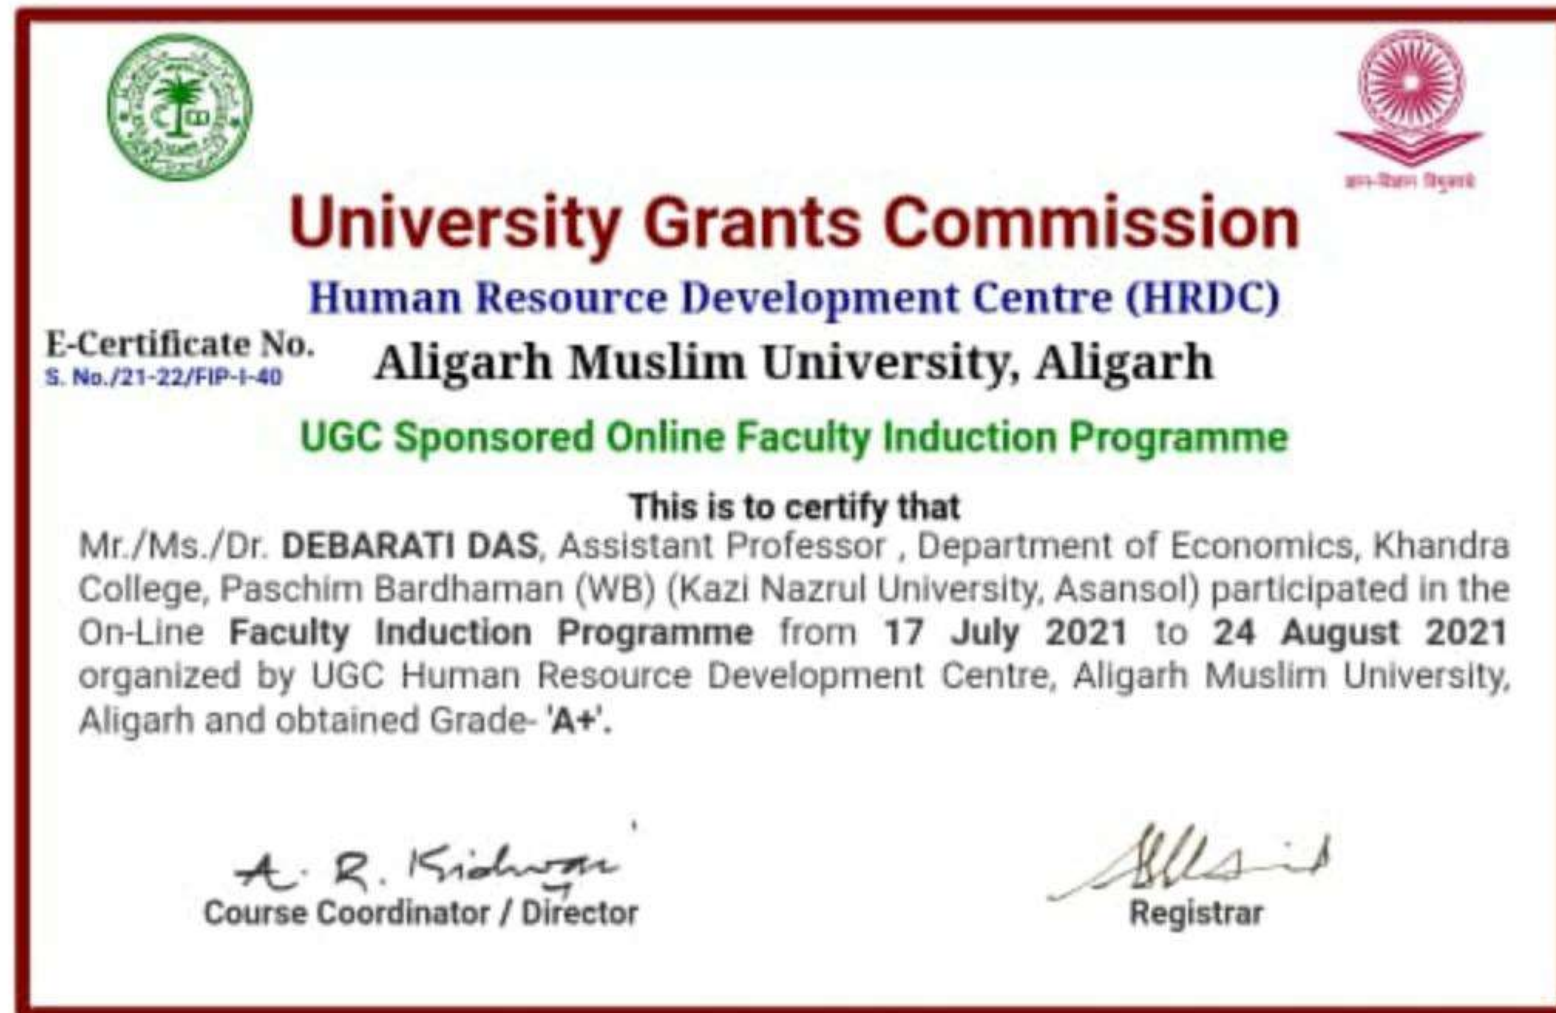 ज्ञान-विज्ञान विमुक्तये
University Grants Commission
Human Resource Development Centre (HRDC)
E-Certificate No.
S. No./21-22/FIP-I-40
Aligarh Muslim University, Aligarh
UGC Sponsored Online Faculty Induction Programme
This is to certify that
Mr./Ms./Dr. DEBARATI DAS, Assistant Professor , Department of Economics, Khandra
College, Paschim Bardhaman (WB) (Kazi Nazrul University, Asansol) participated in the
On-Line Faculty Induction Programme from 17 July 2021 to 24 August 2021
organized by UGC Human Resource Development Centre, Aligarh Muslim University,
Aligarh and obtained Grade- 'A+'.
A. R. Kidwai
Course Coordinator / Director
Registrar